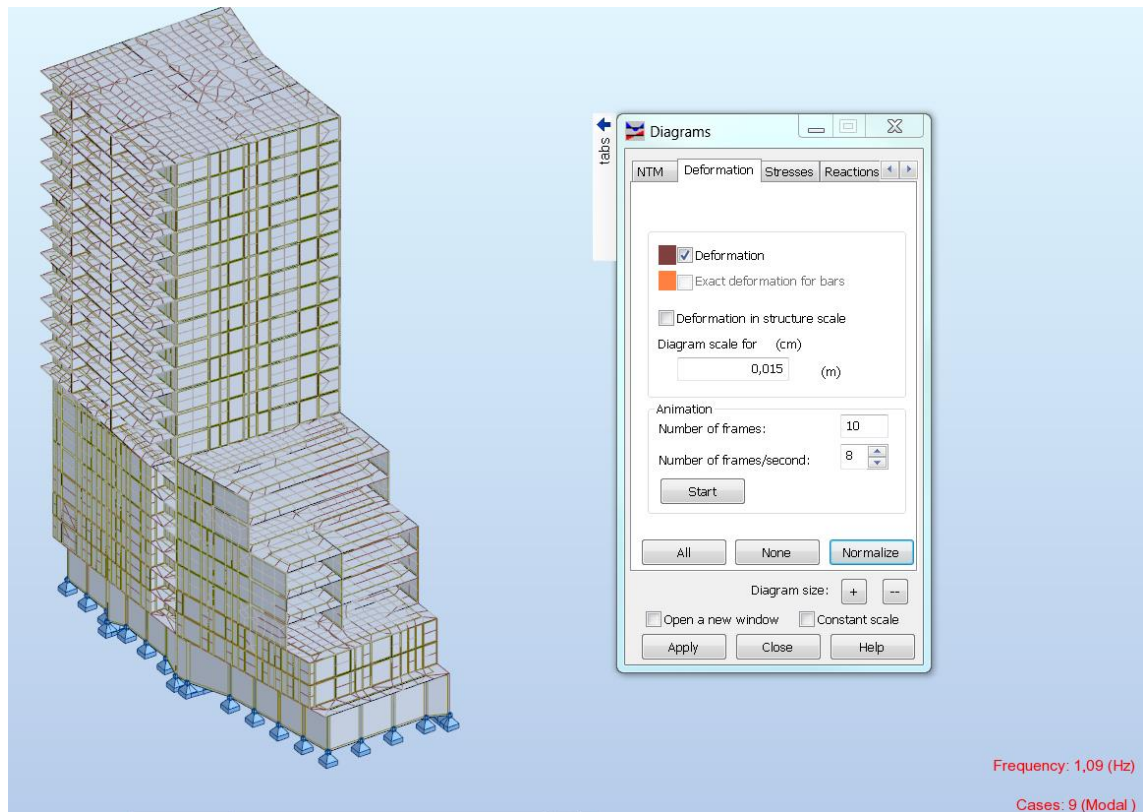 tabs
Diagrams
NTM Deformation Stresses Reactions
Deformation
Exact deformation for bars
Deformation in structure scale
Diagram scale for (cm)
0,015 (m)
Animation
Number of frames: 10
Number of frames/second: 8
Start
All None Normalize
Diagram size: + --
Open a new window Constant scale
Apply Close Help
Frequency: 1,09 (Hz)
Cases: 9 (Modal )